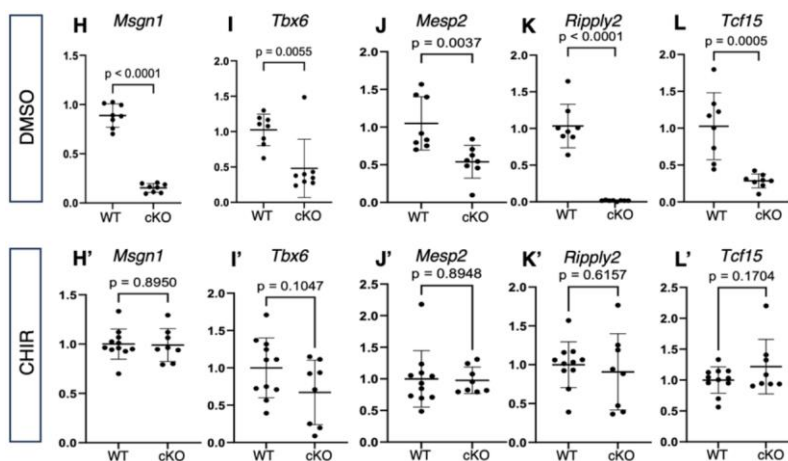 DMSO
H Msgn1
p < 0.0001
1.5
1.0
0.5
0.0
WT cKO
I Tbx6
p = 0.0055
2.0
1.5
1.0
0.5
0
WT cKO
J Mesp2
p = 0.0037
2.0
1.5
1.0
0.5
0.0
WT cKO
K Ripply2
p <0.0001
2.0
1.5
1.0
0.5
0.0
WT cKO
L Tcf15
p = 0.0005
2.0
1.5
1.0
0.5
0.0
WT cKO
CHIR
H’ Msgn1
p = 0.8950
1.5
1.0
0.5
0.0
WT cKO
I’ Tbx6
p = 0.1047
2.0
1.5
1.0
0.5
0.0
WT cKO
J’ Mesp2
p = 0.8948
2.5
2.0
1.5
1.0
0.5
0.0
WT cKO
K’ Ripply2
p = 0.6157
2.0
1.5
1.0
0.5
0.0
WT cKO
L’ Tcf15
p = 0.1704
2.5
2.0
1.5
1.0
0.5
0.0
WT cKO